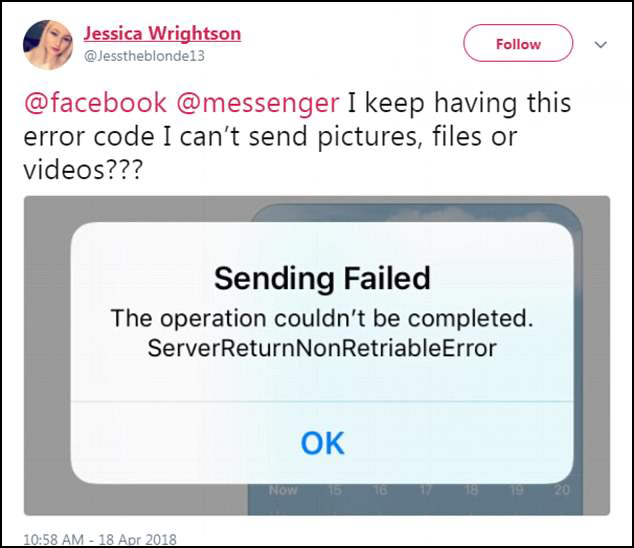 Jessica Wrightson
@Jesstheblonde13
Follow
@facebook @messenger I keep having this
error code I can't send pictures, files or
videos???
Sending Failed
The operation couldn't be completed.
ServerReturnNonRetriableError
OK
Now 15 16 17 18 19 20
10:58 AM - 18 Apr 2018